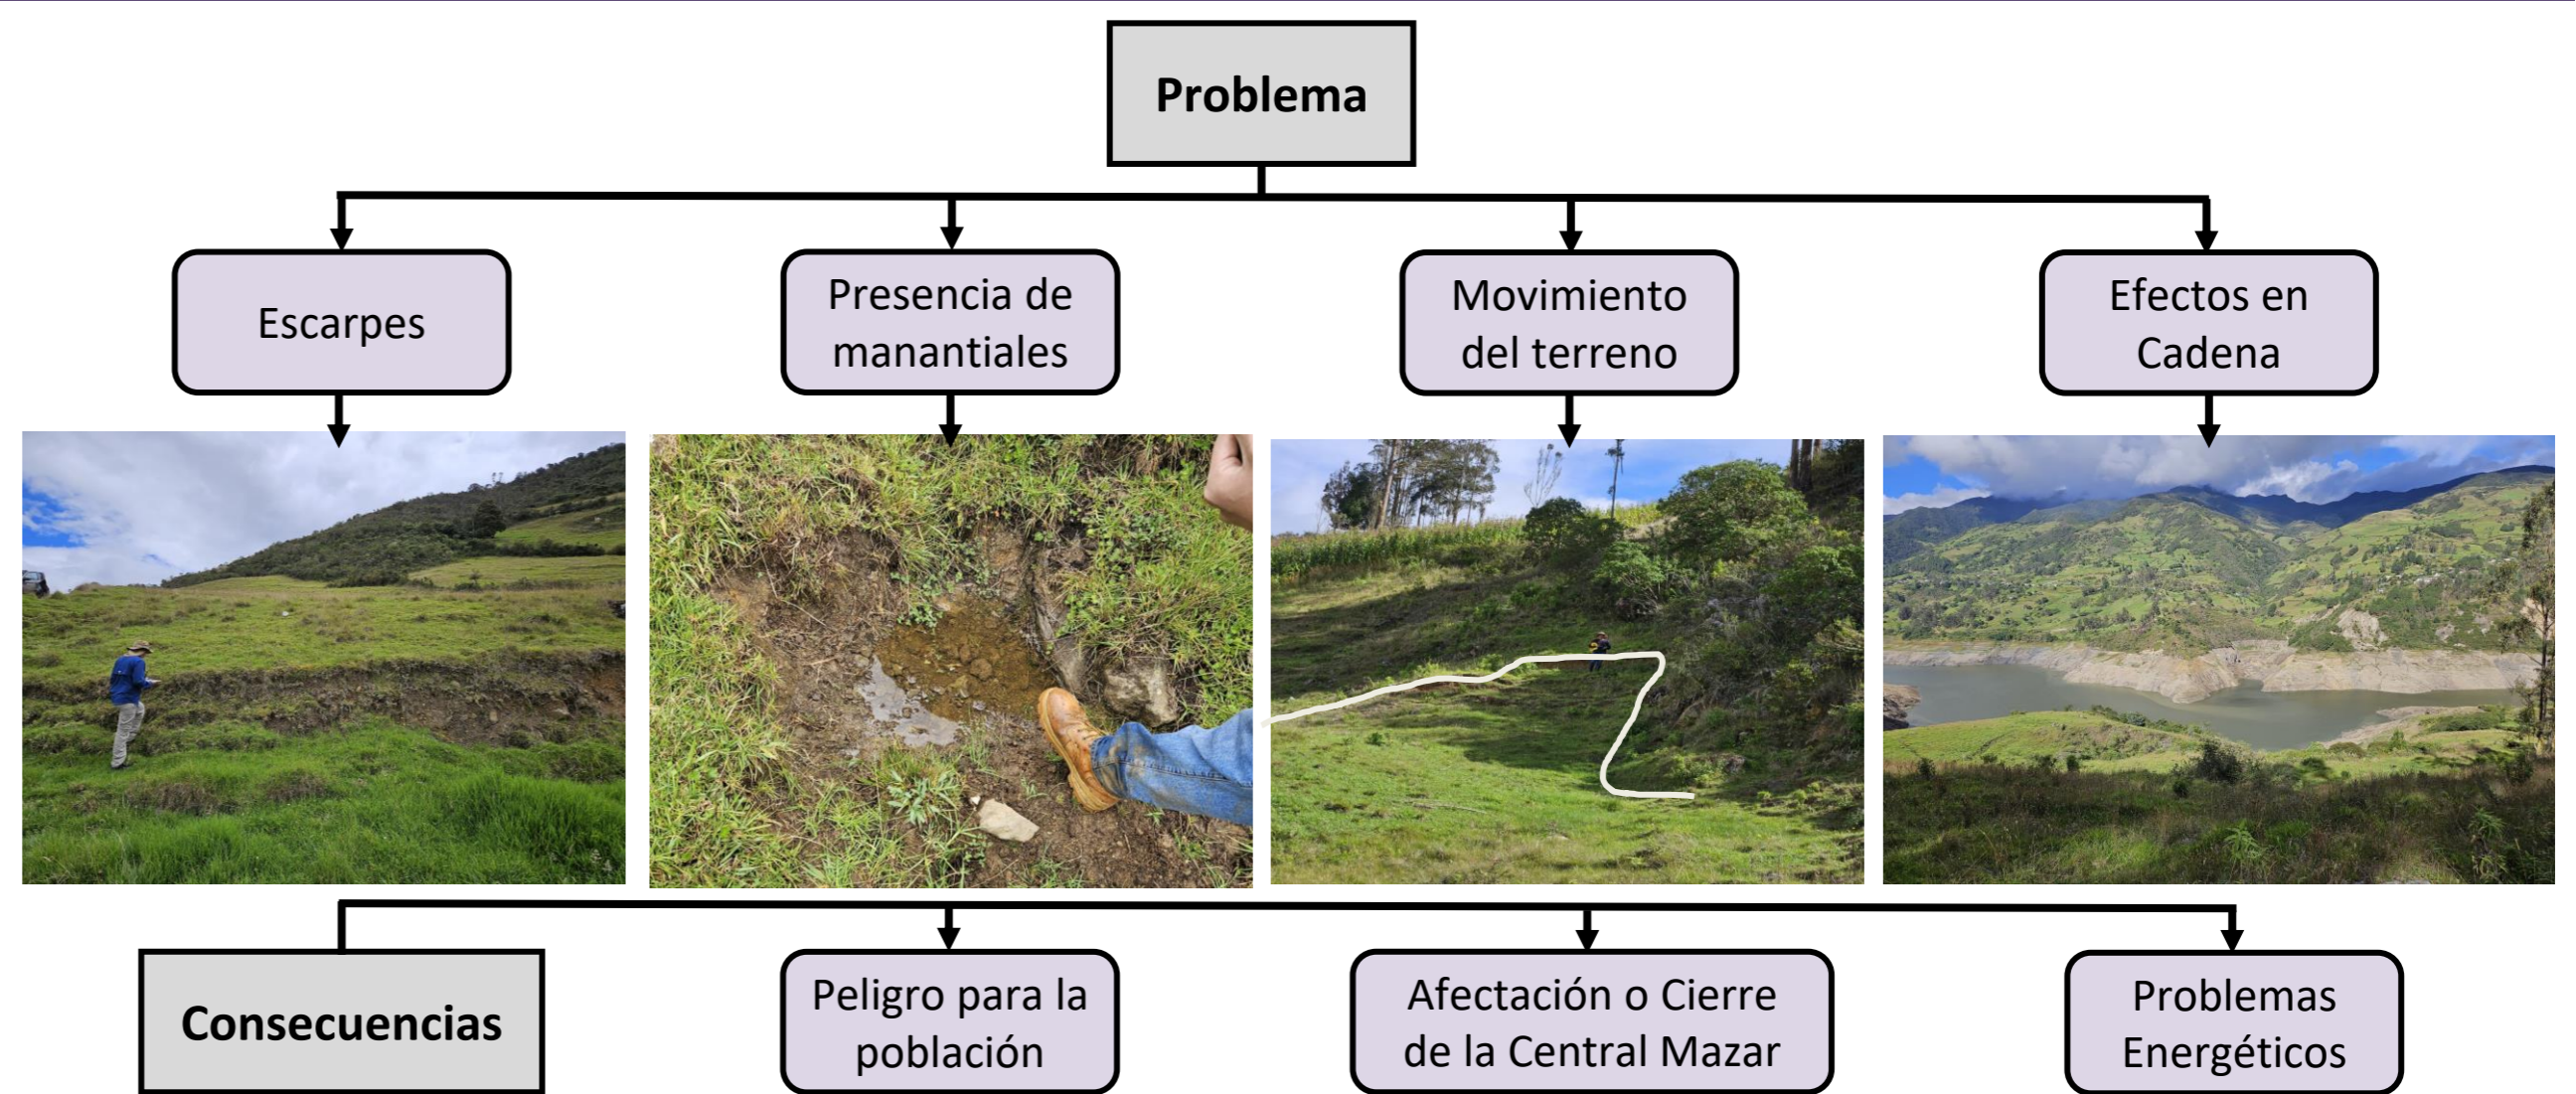 Problema
Escarpes
Presencia de
manantiales
Movimiento
del terreno
Efectos en
Cadena
Consecuencias
Peligro para la
población
Afectación o Cierre
de la Central Mazar
Problemas
Energéticos